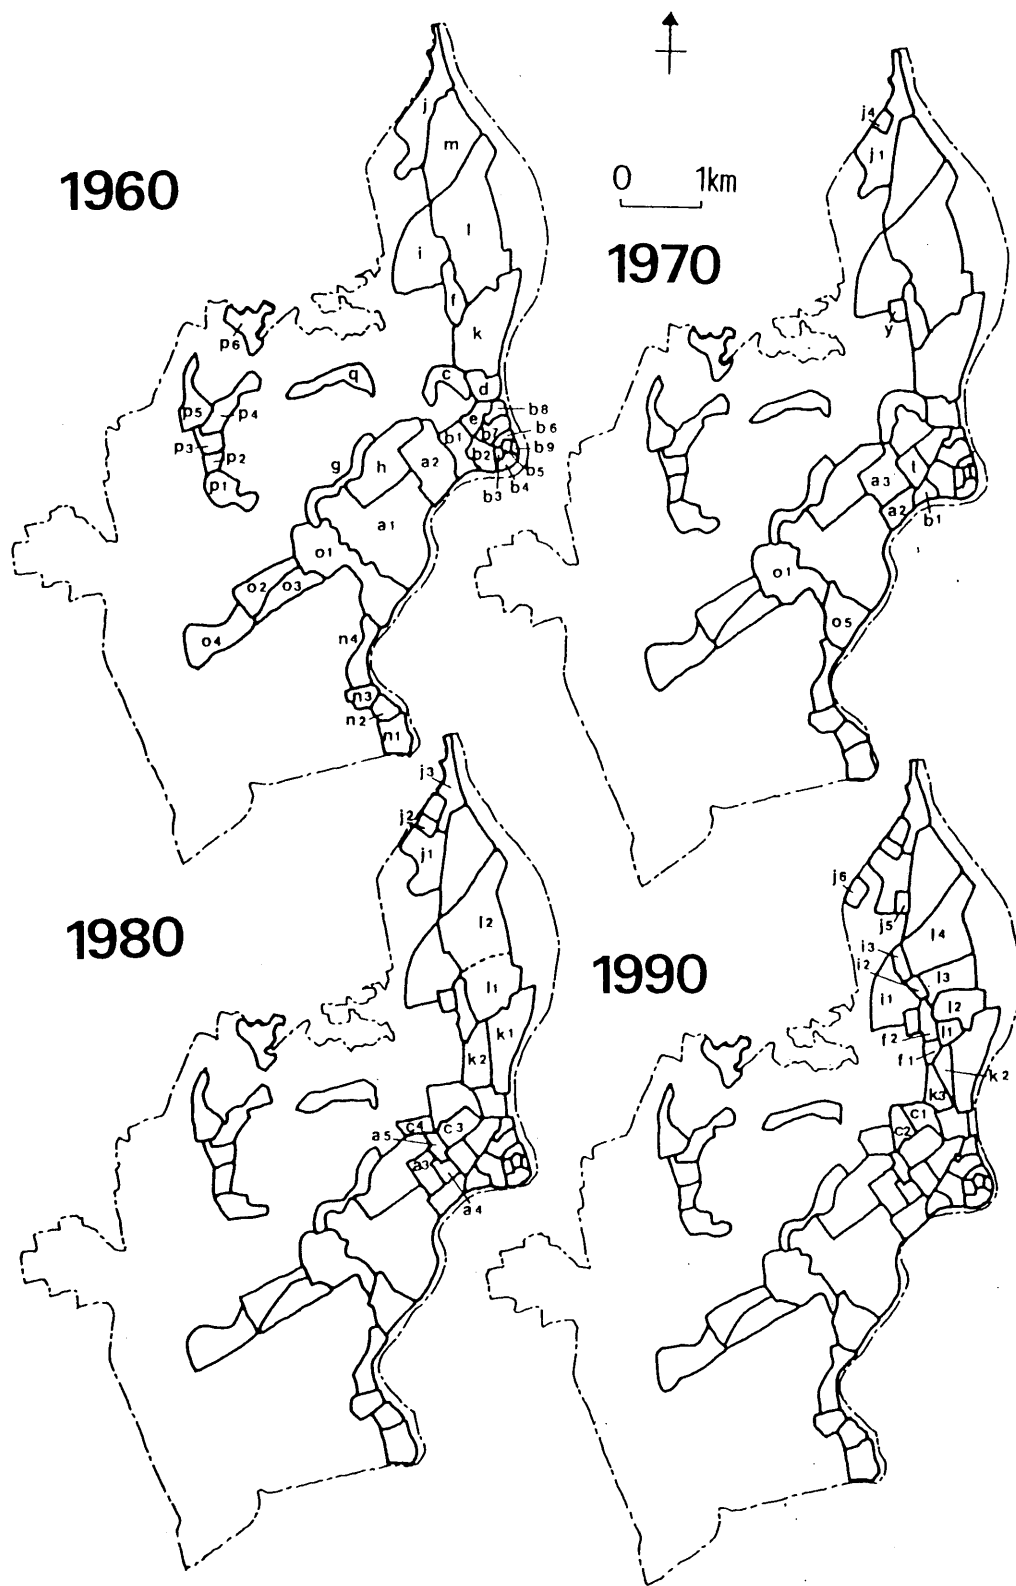 1960
j
m
l
i
f
k
p6
q
c
d
p5
p4
e
b8
b7
b6
b1
p3
p2
g
h
a2
b2
b9
p1
b3
b4
b5
a1
o1
o2
o3
o4
n4
n3
n2
n1
0 1km
1970
j4
j1
y
a3
t
a2
b1
o1
o5
1980
j3
j2
j1
l2
l1
k1
k2
c4
c3
a5
a3
a4
1990
j6
j5
l4
i3
i2
l3
i1
l2
f2
l1
f1
k2
k3
c1
c2